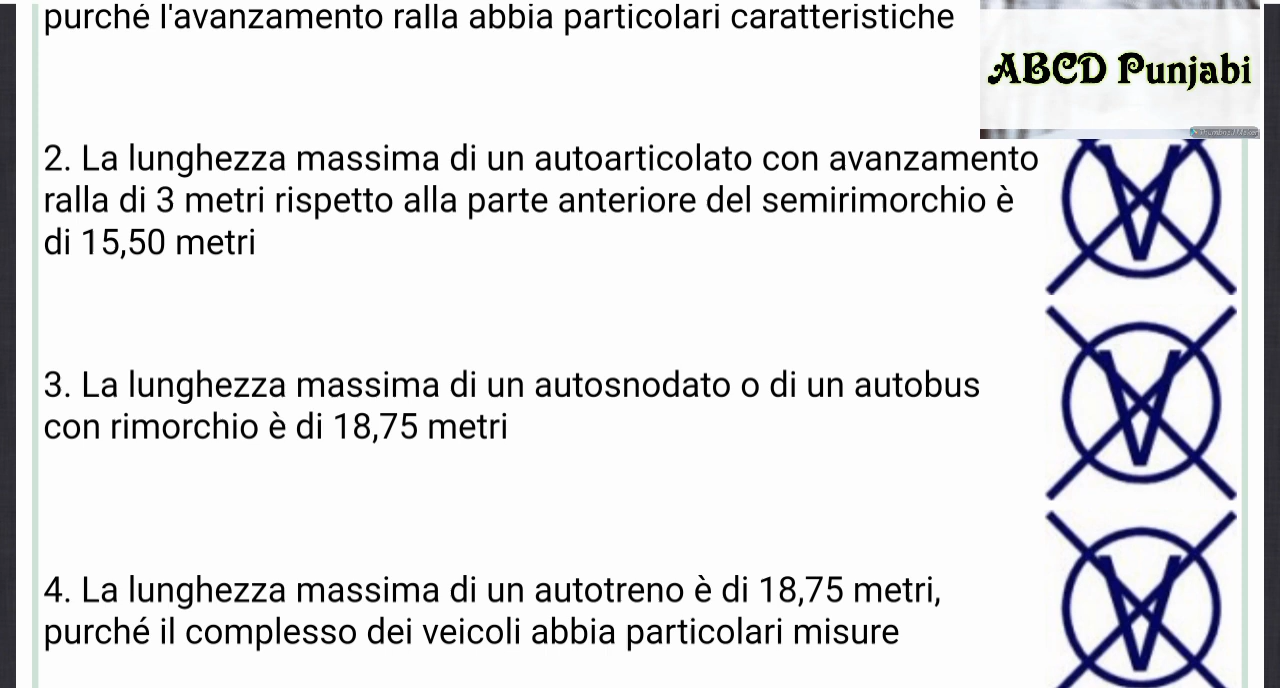 purché l'avanzamento ralla abbia particolari caratteristiche
ABCD Punjabi
2. La lunghezza massima di un autoarticolato con avanzamento
ralla di 3 metri rispetto alla parte anteriore del semirimorchio è
di 15,50 metri
V
3. La lunghezza massima di un autosnodato o di un autobus
con rimorchio è di 18,75 metri
V
4. La lunghezza massima di un autotreno è di 18,75 metri,
purché il complesso dei veicoli abbia particolari misure
V